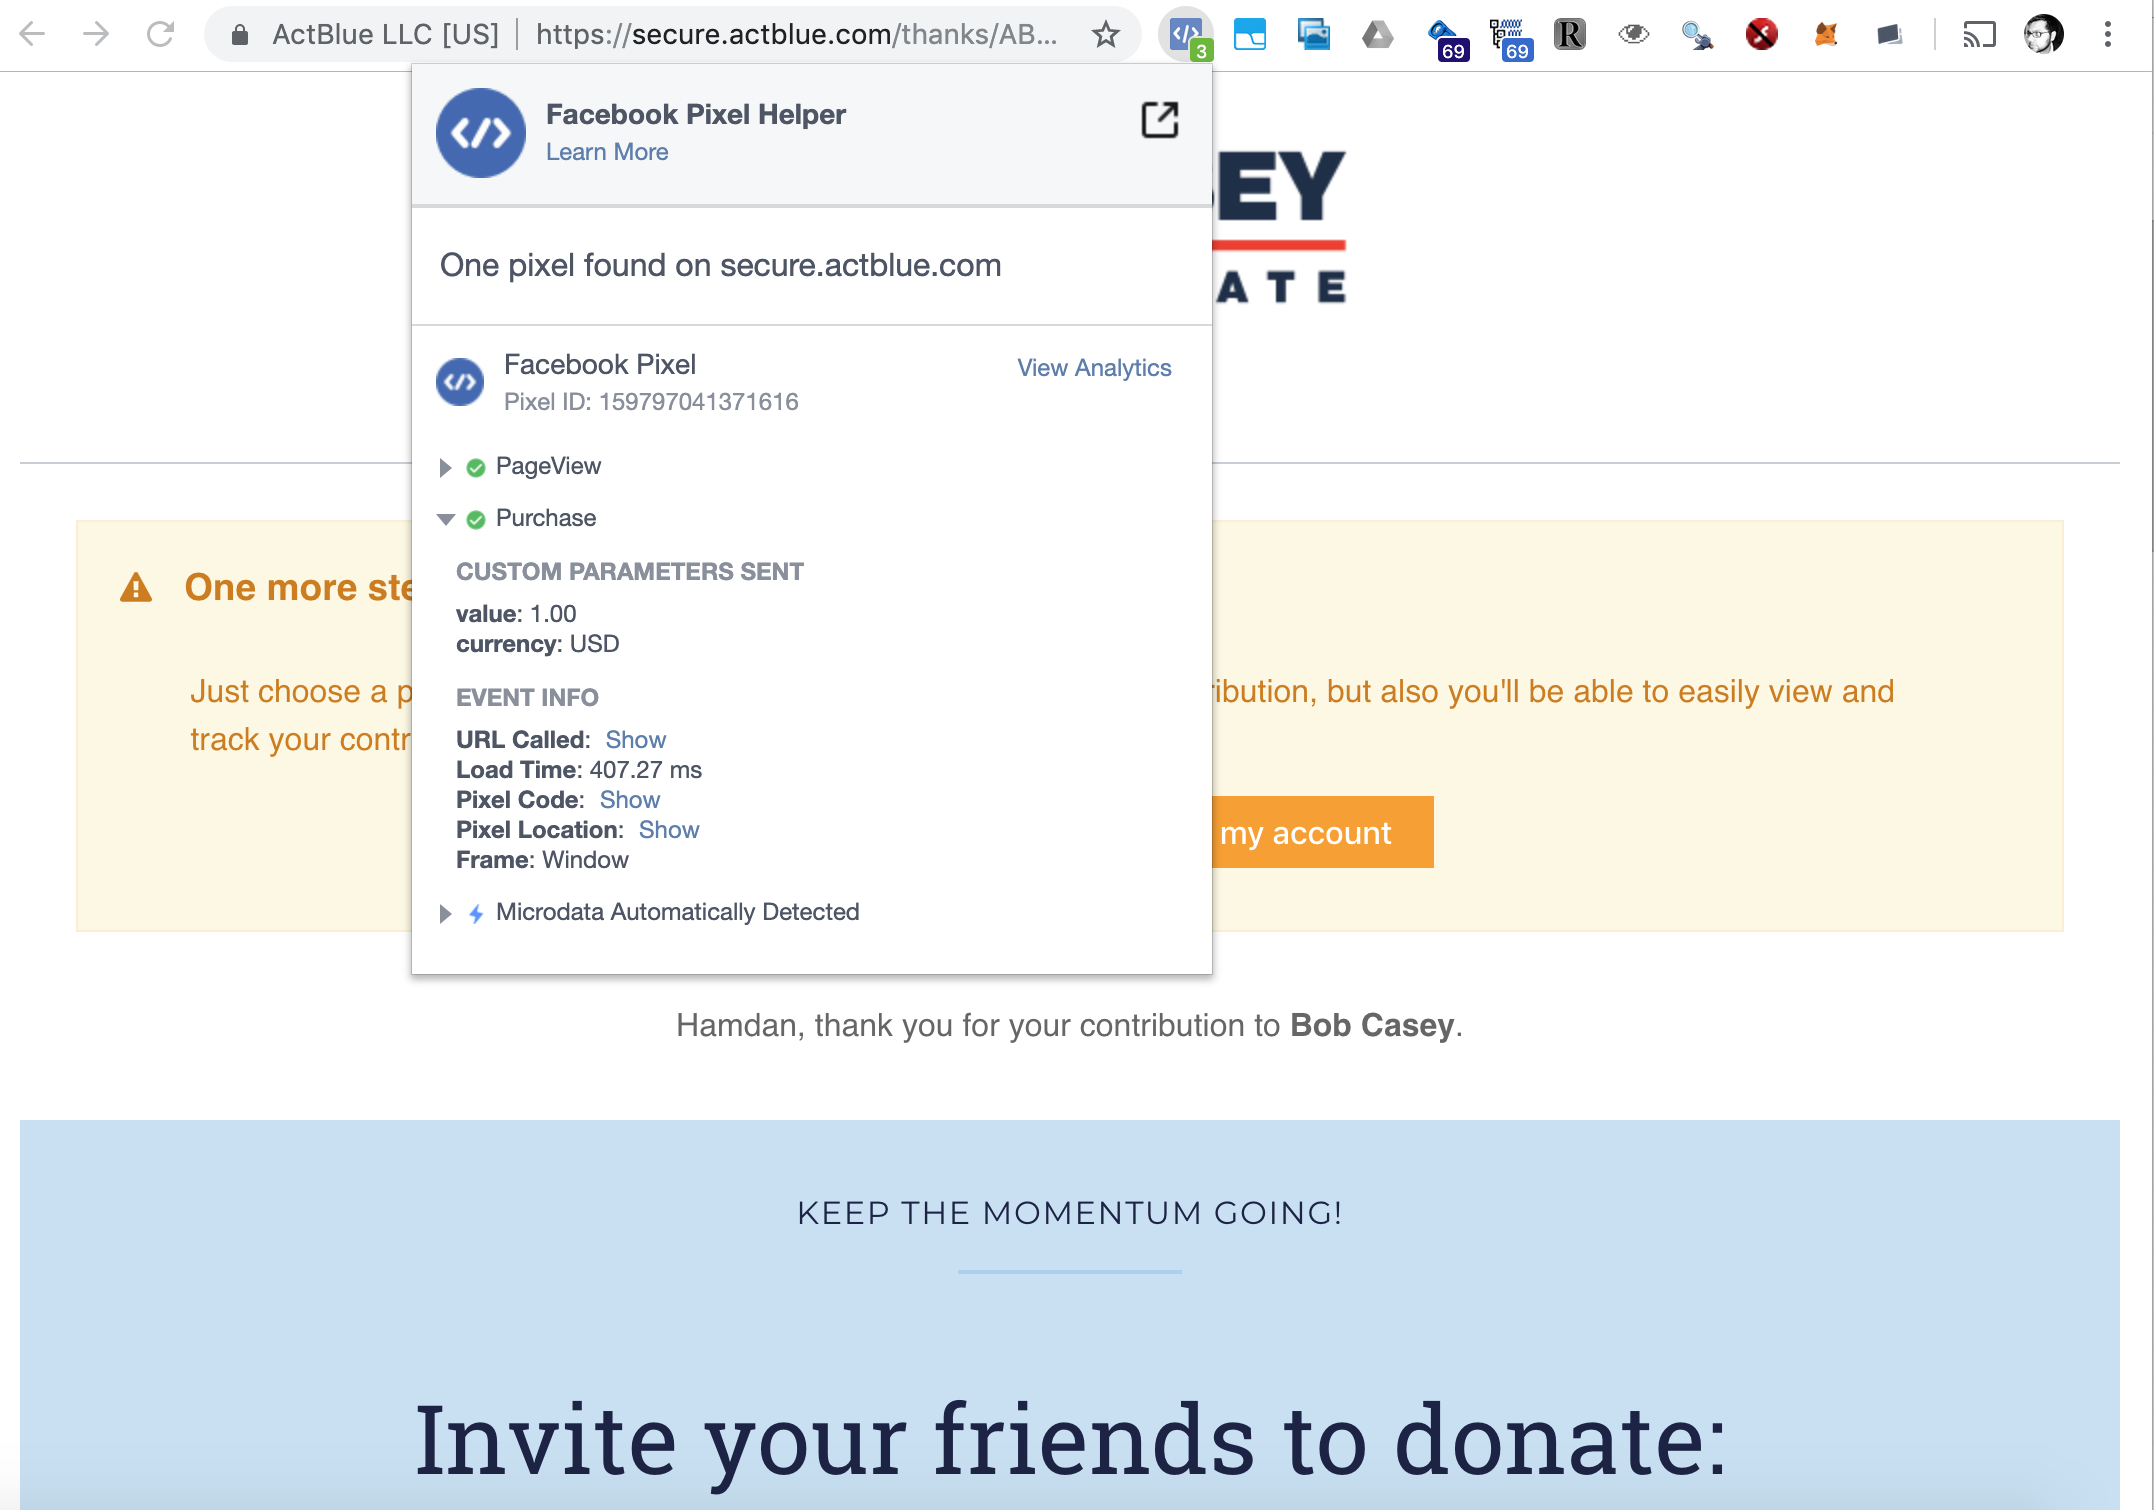 ActBlue LLC [US] | https://secure.actblue.com/thanks/AB...
3
69
69
R
Facebook Pixel Helper
Learn More
EY
ATE
One pixel found on secure.actblue.com
Facebook Pixel
View Analytics
Pixel ID: 159797041371616
PageView
Purchase
CUSTOM PARAMETERS SENT
value: 1.00
currency: USD
EVENT INFO
URL Called: Show
Load Time: 407.27 ms
Pixel Code: Show
Pixel Location: Show
Frame: Window
Microdata Automatically Detected
One more ste
Just choose a p ribution, but also you'll be able to easily view and
track your contr
my account
Hamdan, thank you for your contribution to Bob Casey.
KEEP THE MOMENTUM GOING!
Invite your friends to donate: